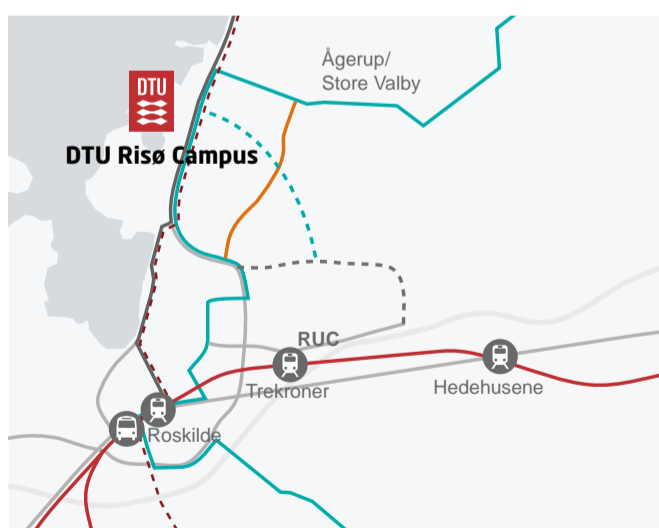 Ågerup/
Store Valby
DTU
DTU Risø Campus
RUC
Trekroner
Hedehusene
Roskilde